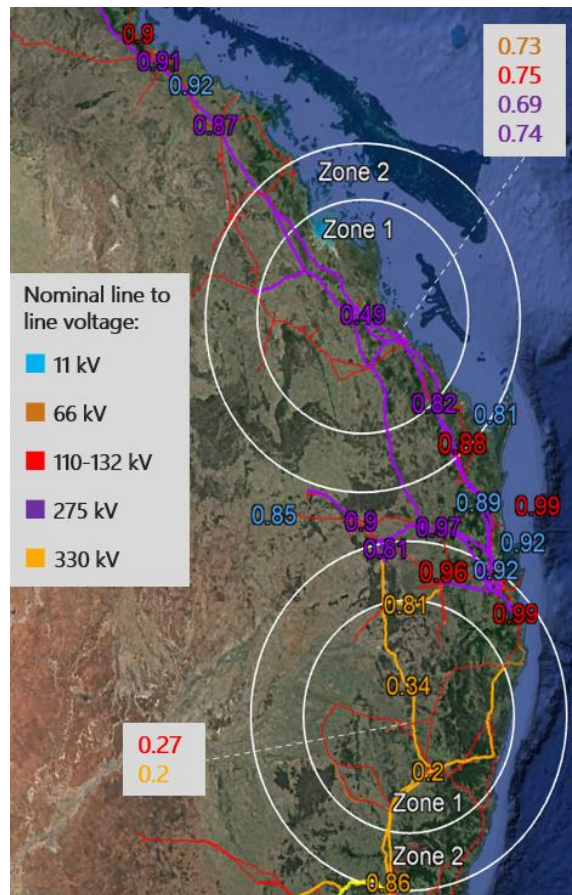 0.9
0.91
0.92
0.87
0.73
0.75
0.69
0.74
Zone 2
Zone 1
Nominal line to
line voltage:
11 kV
66 kV
110-132 kV
275 kV
330 kV
0.49
0.82
0.81
0.88
0.89
0.99
0.85
0.9
0.97
0.92
0.81
0.96
0.92
0.81
0.99
0.34
0.27
0.2
0.2
Zone 1
Zone 2
0.86